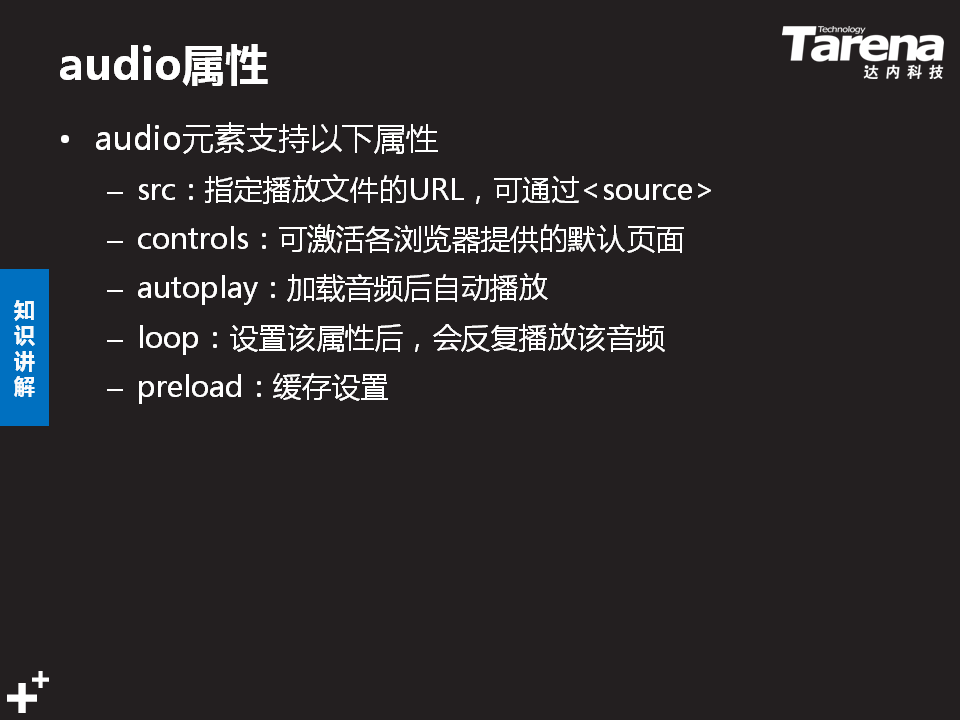 audio属性
Technology
Tarena
达内科技
• audio元素支持以下属性
– src：指定播放文件的URL，可通过<source>
– controls：可激活各浏览器提供的默认页面
– autoplay：加载音频后自动播放
– loop：设置该属性后，会反复播放该音频
– preload：缓存设置
知识讲解